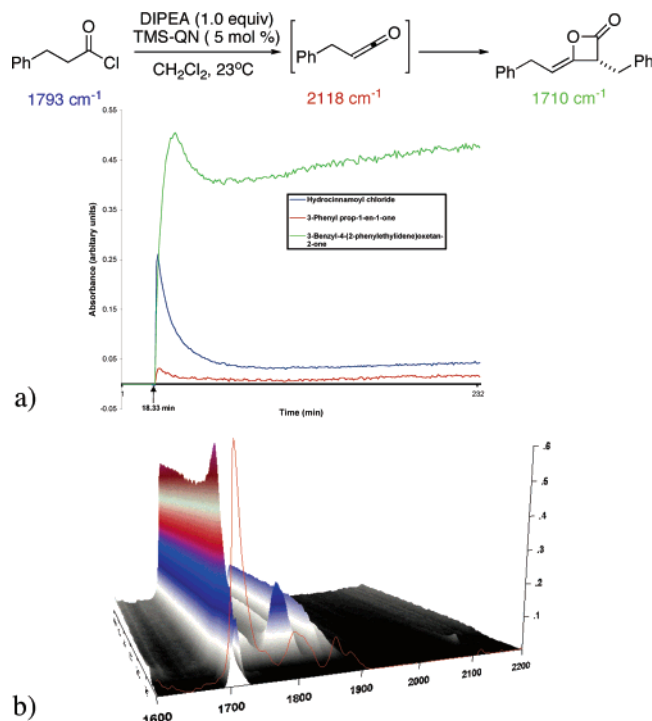 DIPEA (1.0 equiv)
TMS-QN ( 5 mol %)
CH2Cl2, 23°C
Ph
O
Cl
Ph
O
O
O
Ph
Ph
1793 cm-1
2118 cm-1
1710 cm-1
Absorbance (arbitary units)
0.55
0.45
0.35
0.25
0.15
0.05
-0.05
Hydrocinnamoyl chloride
3-Phenyl prop-1-en-1-one
3-Benzyl-4-(2-phenylethylidene)oxetan-
2-one
1
232
18.33 min
Time (min)
a)
.6
.5
.4
.3
.2
.1
1600
1700
1800
1900
2000
2100
2200
b)